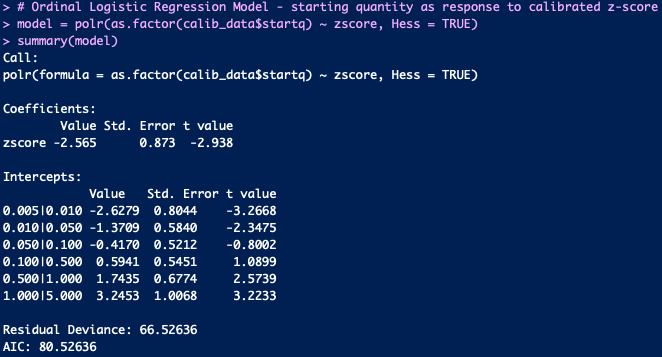 > # Ordinal Logistic Regression Model - starting quantity as response to calibrated z-score
> model = polr(as.factor(calib_data$startq) ~ zscore, Hess = TRUE)
> summary(model)
Call:
polr(formula = as.factor(calib_data$startq) ~ zscore, Hess = TRUE)

Coefficients:
        Value Std. Error t value
zscore -2.565      0.873  -2.938

Intercepts:
            Value   Std. Error t value
0.005|0.010 -2.6279  0.8044    -3.2668
0.010|0.050 -1.3709  0.5840    -2.3475
0.050|0.100 -0.4170  0.5212    -0.8002
0.100|0.500  0.5941  0.5451     1.0899
0.500|1.000  1.7435  0.6774     2.5739
1.000|5.000  3.2453  1.0068     3.2233

Residual Deviance: 66.52636
AIC: 80.52636